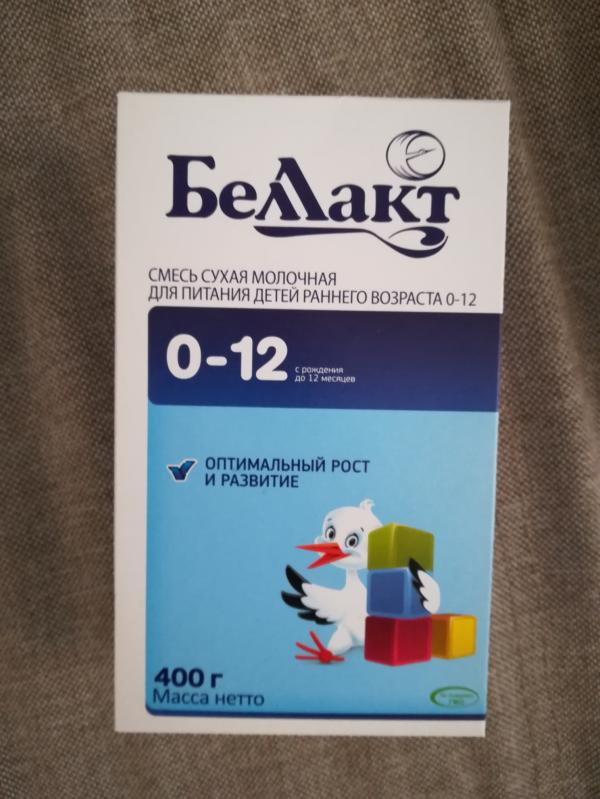 Беллакт
СМЕСЬ СУХАЯ МОЛОЧНАЯ
ДЛЯ ПИТАНИЯ ДЕТЕЙ РАННЕГО ВОЗРАСТА 0-12
0-12
с рождения
до 12 месяцев
ОПТИМАЛЬНЫЙ РОСТ
И РАЗВИТИЕ
400 г
Масса нетто